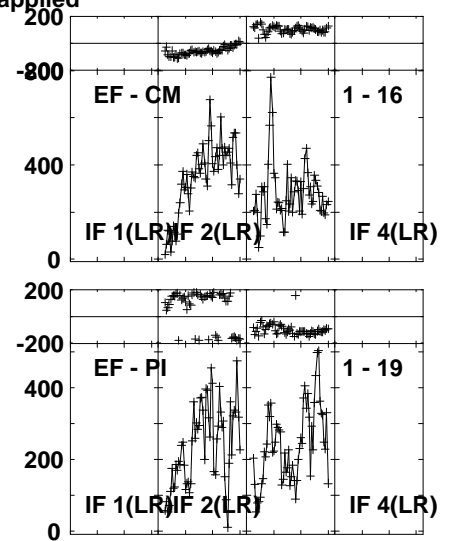 applied
200
-200
800
EF - CM 1 - 16
400
IF 1(LR) IF 2(LR) IF 4(LR)
0
200
-200
EF - PI 1 - 19
400
200
IF 1(LR) IF 2(LR) IF 4(LR)
0